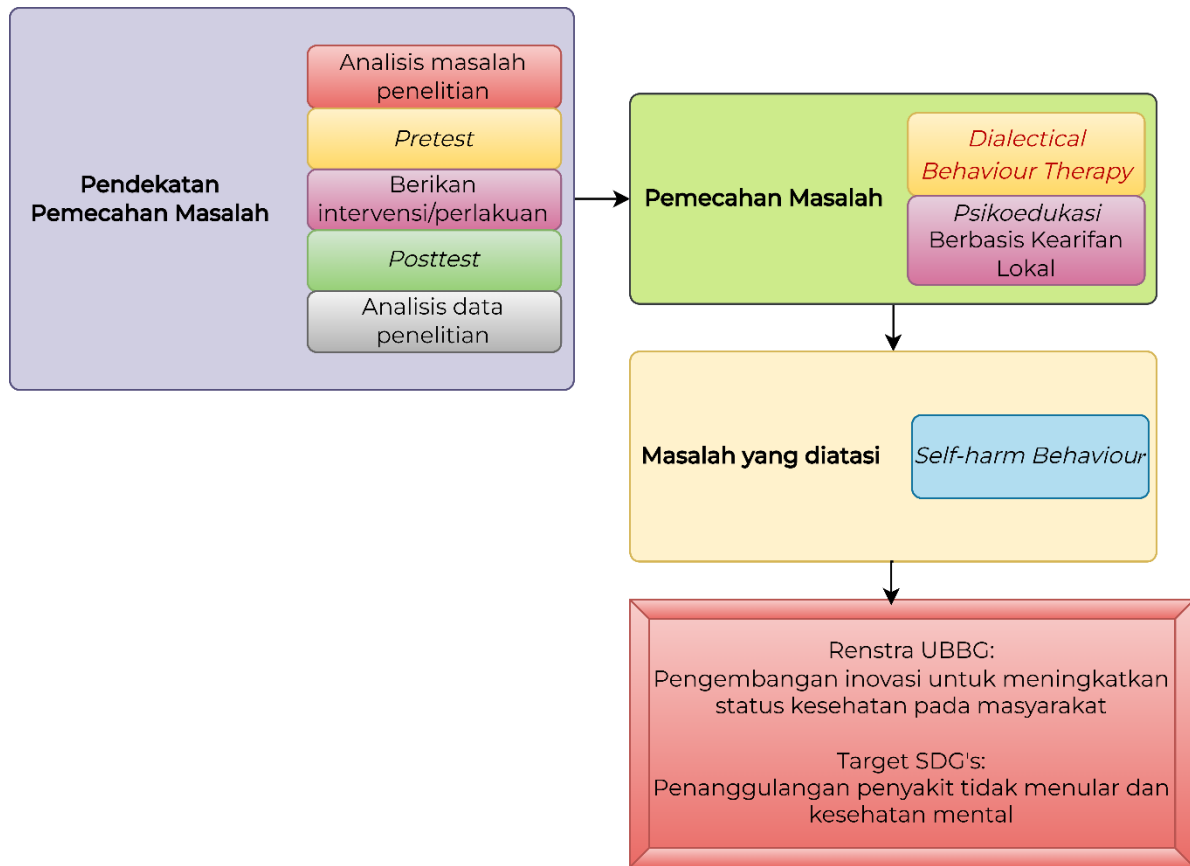 Pendekatan
Pemecahan Masalah
Analisis masalah
penelitian
Pretest
Berikan
intervensi/perlakuan
Posttest
Analisis data
penelitian
Pemecahan Masalah
Dialectical
Behaviour Therapy
Psikoedukasi
Berbasis Kearifan
Lokal
Masalah yang diatasi
Self-harm Behaviour
Renstra UBBG:
Pengembangan inovasi untuk meningkatkan
status kesehatan pada masyarakat
Target SDG's:
Penanggulangan penyakit tidak menular dan
kesehatan mental